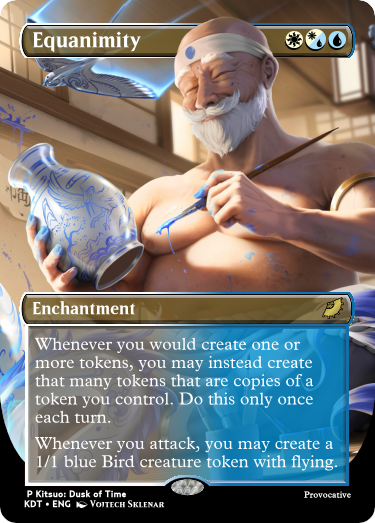 Equanimity
Enchantment
Whenever you would create one or
more tokens, you may instead create
that many tokens that are copies of a
token you control. Do this only once
each turn.
Whenever you attack, you may create a
1/1 blue Bird creature token with flying.
P Kitsuo: Dusk of Time
KDT • ENG Vojtech Sklenar
Provocative